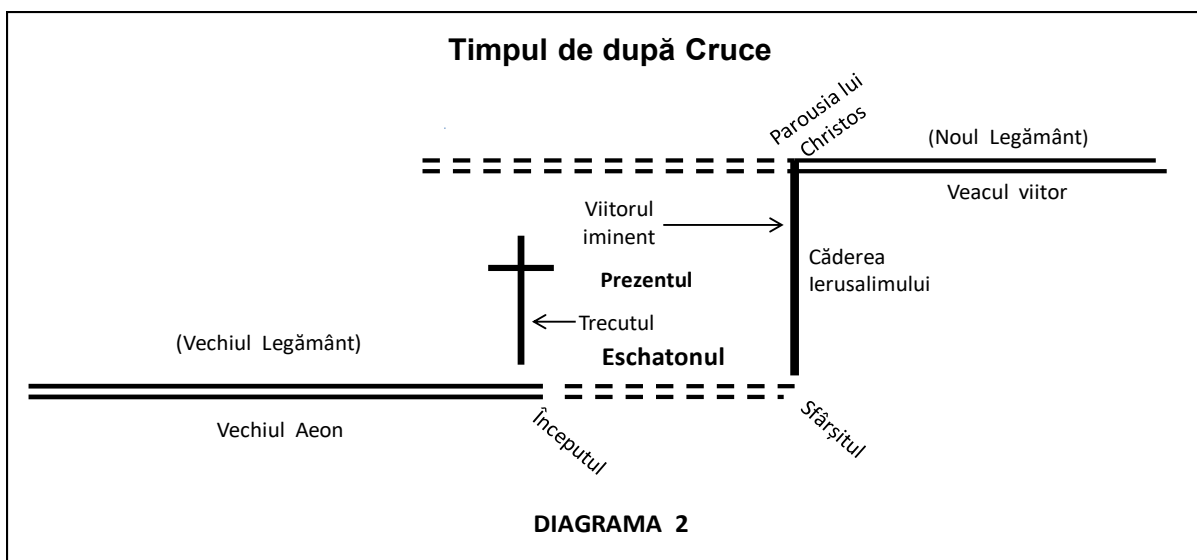 Timpul de după Cruce
Parousia lui
Christos
(Noul Legământ)
Veacul viitor
Viitorul
iminent
Căderea
Ierusalimului
Prezentul
Trecutul
(Vechiul Legământ)
Eschatonul
Vechiul Aeon
Începutul
Sfârșitul
DIAGRAMA 2